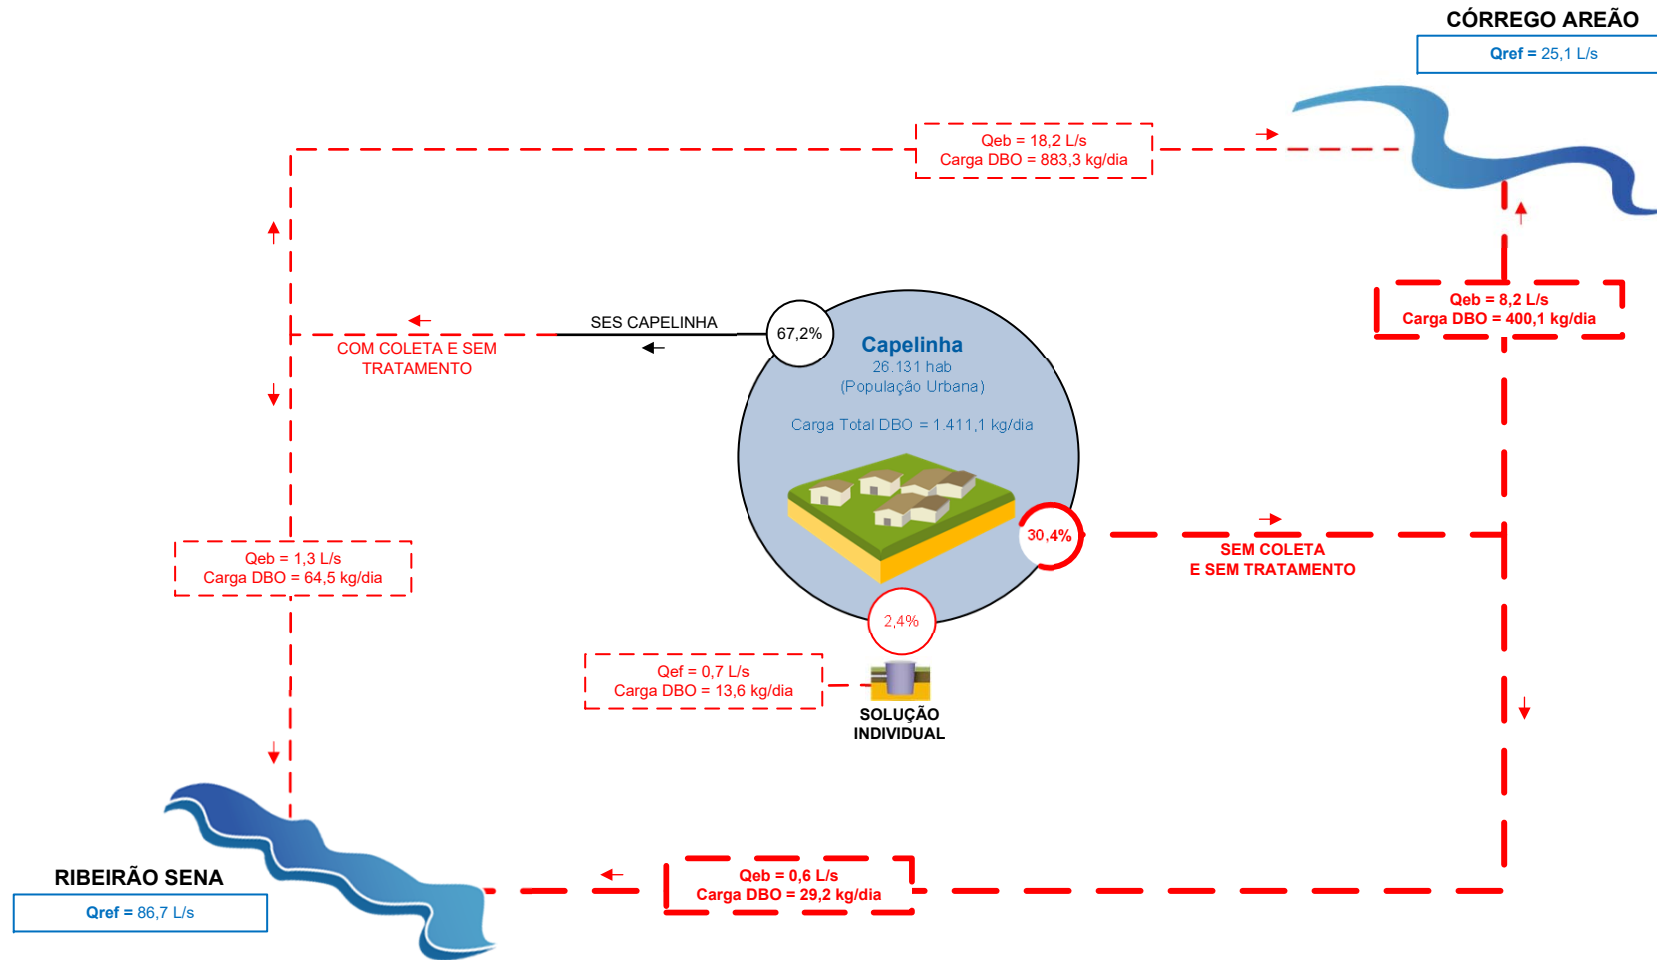 CÓRREGO AREÃO
Qref = 25,1 L/s
Qeb = 18,2 L/s
Carga DBO = 883,3 kg/dia
Qeb = 8,2 L/s
Carga DBO = 400,1 kg/dia
SES CAPELINHA
67,2%
COM COLETA E SEM
TRATAMENTO
Capelinha
26.131 hab
(População Urbana)
Carga Total DBO = 1.411,1 kg/dia
30,4%
SEM COLETA
E SEM TRATAMENTO
Qeb = 1,3 L/s
Carga DBO = 64,5 kg/dia
2,4%
Qef = 0,7 L/s
Carga DBO = 13,6 kg/dia
SOLUÇÃO
INDIVIDUAL
RIBEIRÃO SENA
Qref = 86,7 L/s
Qeb = 0,6 L/s
Carga DBO = 29,2 kg/dia